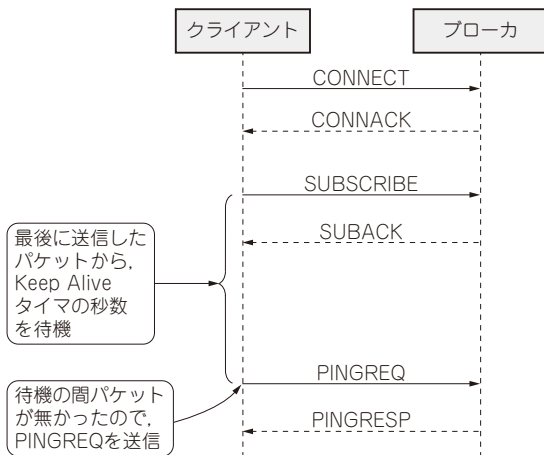 クライアント
ブローカ
CONNECT
CONNACK
SUBSCRIBE
SUBACK
最後に送信した
パケットから,
Keep Alive
タイマの秒数
を待機
PINGREQ
待機の間パケット
が無かったので,
PINGREQを送信
PINGRESP